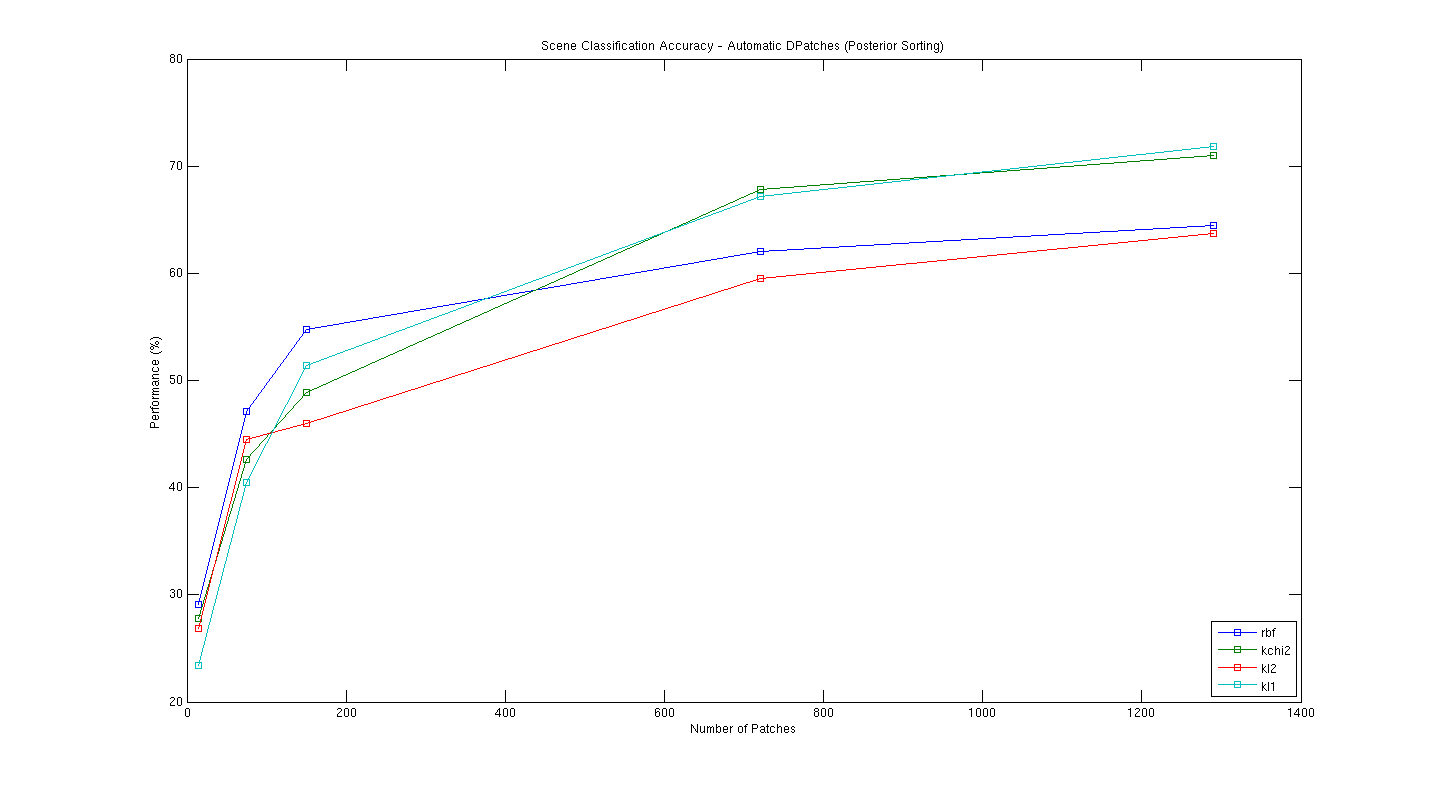 Scene Classification Accuracy - Automatic DPatches (Posterior Sorting)
80
70
60
50
40
30
20
Performance (%)
0 200 400 600 800 1000 1200 1400
Number of Patches
rbf
kchi2
kl2
kl1